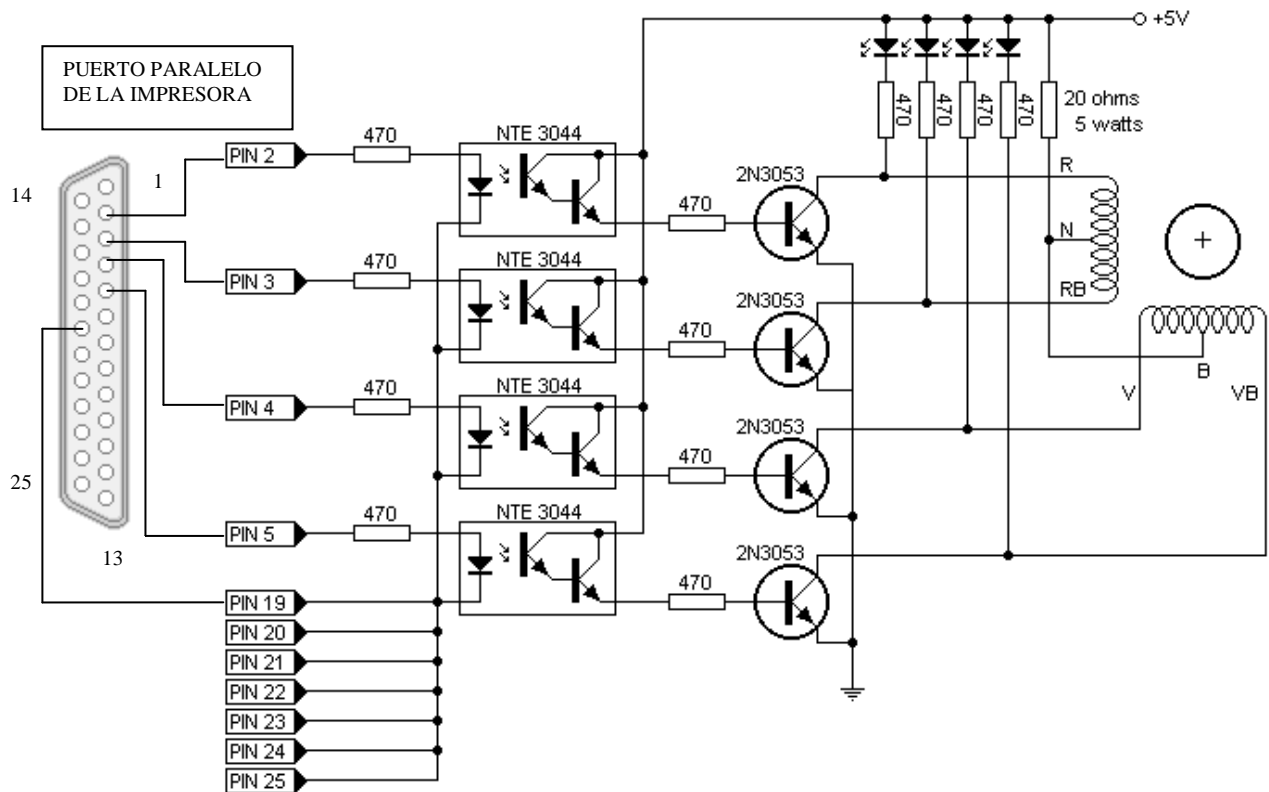 PUERTO PARALELO
DE LA IMPRESORA
+5V
470
470
470
470
20 ohms
5 watts
14
1
PIN 2
470
NTE 3044
470
2N3053
R
N
RB
PIN 3
470
NTE 3044
470
2N3053
V
B
VB
PIN 4
470
NTE 3044
470
2N3053
25
13
PIN 5
470
NTE 3044
470
2N3053
PIN 19
PIN 20
PIN 21
PIN 22
PIN 23
PIN 24
PIN 25